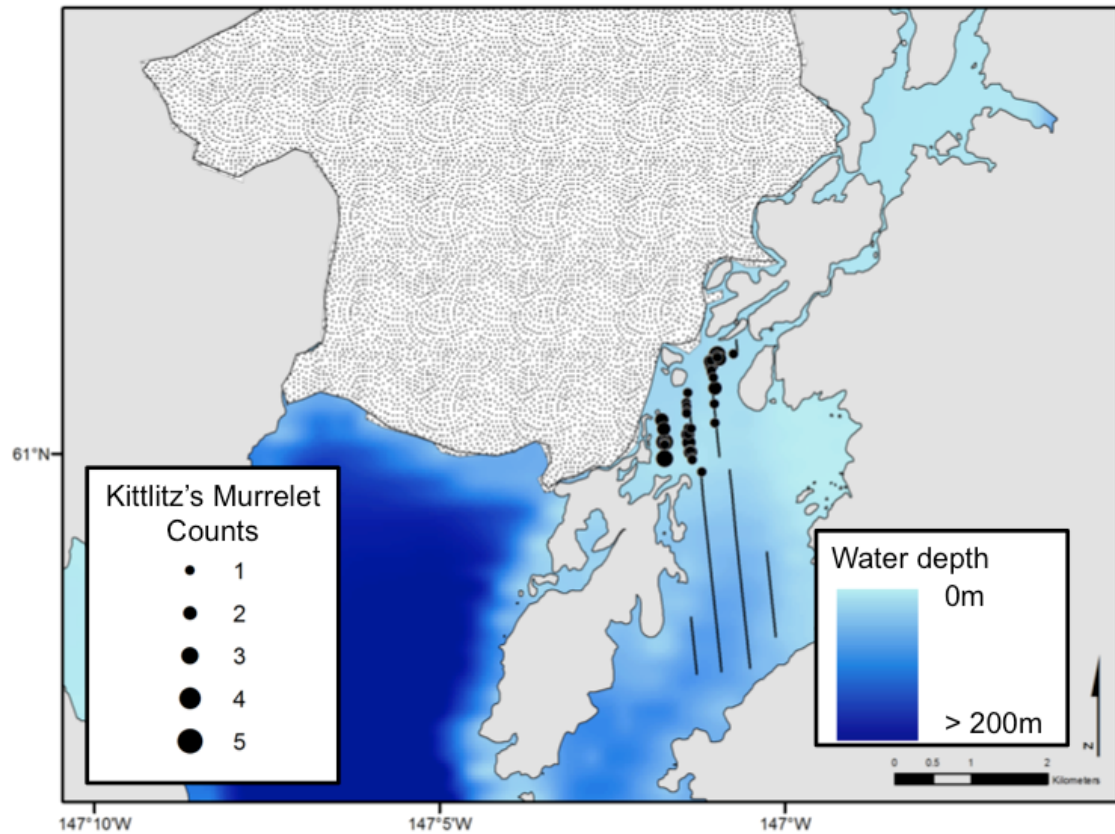 61°N
Kittlitz's Murrelet
Counts
1
2
3
4
5
Water depth
0m
> 200m
N
0 0.5 1 2
Kilometers
147°10'W 147°5'W 147°W